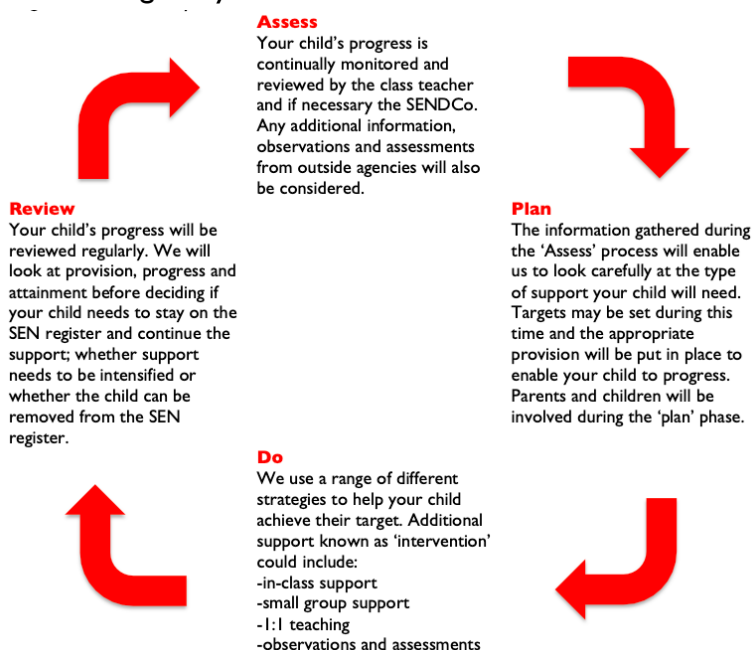 Assess
Your child's progress is
continually monitored and
reviewed by the class teacher
and if necessary the SENDCo.
Any additional information,
observations and assessments
from outside agencies will also
be considered.
Plan
The information gathered during
the ‘Assess’ process will enable
us to look carefully at the type
of support your child will need.
Targets may be set during this
time and the appropriate
provision will be put in place to
enable your child to progress.
Parents and children will be
involved during the ‘plan’ phase.
Do
We use a range of different
strategies to help your child
achieve their target. Additional
support known as ‘intervention’
could include:
-in-class support
-small group support
-1:1 teaching
-observations and assessments
Review
Your child’s progress will be
reviewed regularly. We will
look at provision, progress and
attainment before deciding if
your child needs to stay on the
SEN register and continue the
support; whether support
needs to be intensified or
whether the child can be
removed from the SEN
register.